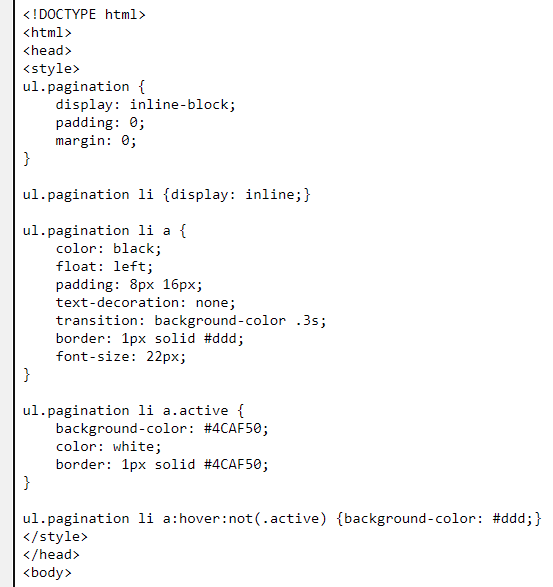 <!DOCTYPE html>
<html>
<head>
<style>
ul.pagination {
    display: inline-block;
    padding: 0;
    margin: 0;
}

ul.pagination li {display: inline;}

ul.pagination li a {
    color: black;
    float: left;
    padding: 8px 16px;
    text-decoration: none;
    transition: background-color .3s;
    border: 1px solid #ddd;
    font-size: 22px;
}

ul.pagination li a.active {
    background-color: #4CAF50;
    color: white;
    border: 1px solid #4CAF50;
}

ul.pagination li a:hover:not(.active) {background-color: #ddd;}
</style>
</head>
<body>